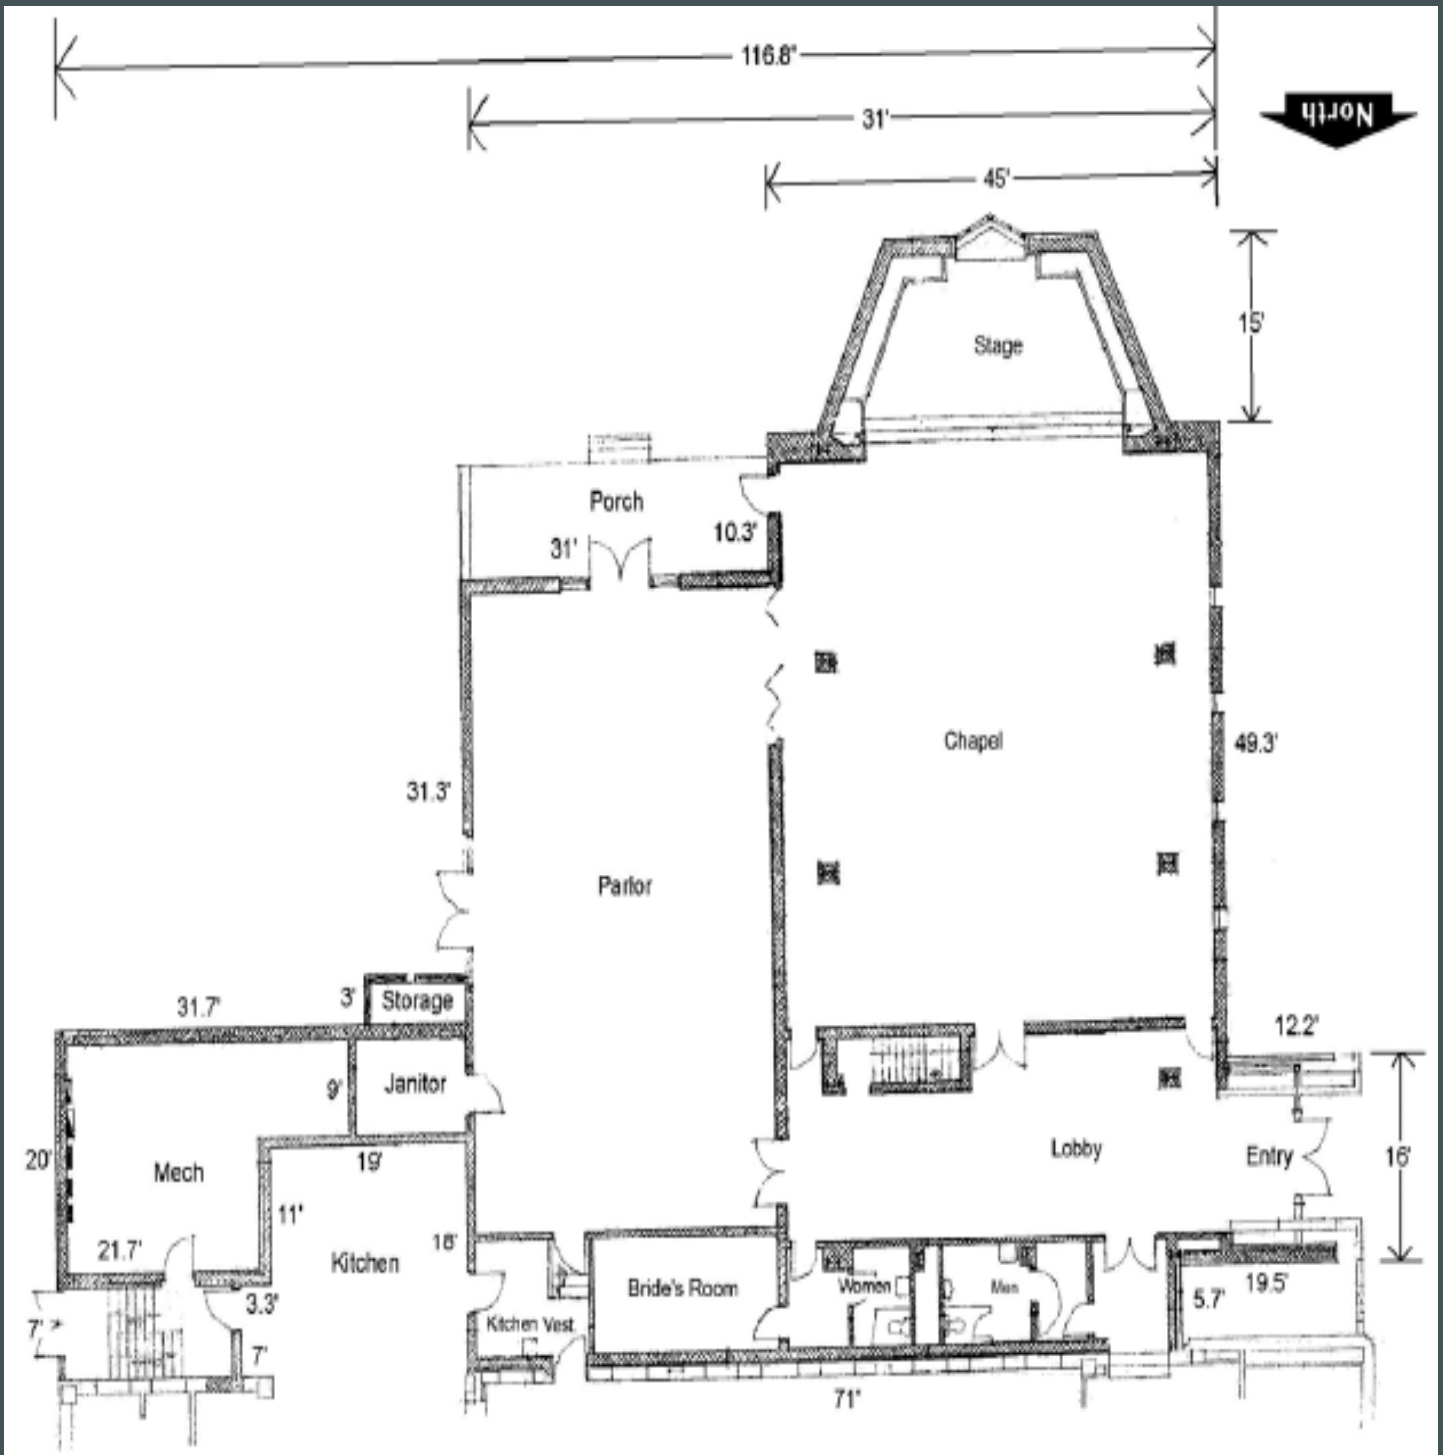 116.8"
31'
North
45'
15'
Stage
Porch
31'
10.3'
Chapel
49.3'
31.3'
Parlor
3'
Storage
31.7'
12.2'
9'
Janitor
20'
Mech
19'
11'
Lobby
Entry
16'
21.7'
18'
Kitchen
Bride's Room
Women
Men
19.5'
5.7'
3.3'
7'
Kitchen Vest.
7'
71'